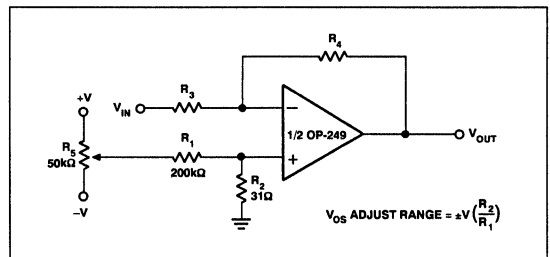 R4
R3
VIN
+V
−
1/2 OP-249
VOUT
R5
50kΩ
R1
200kΩ
+
R2
31Ω
−V
VOS ADJUST RANGE = ±V (R2/R1)